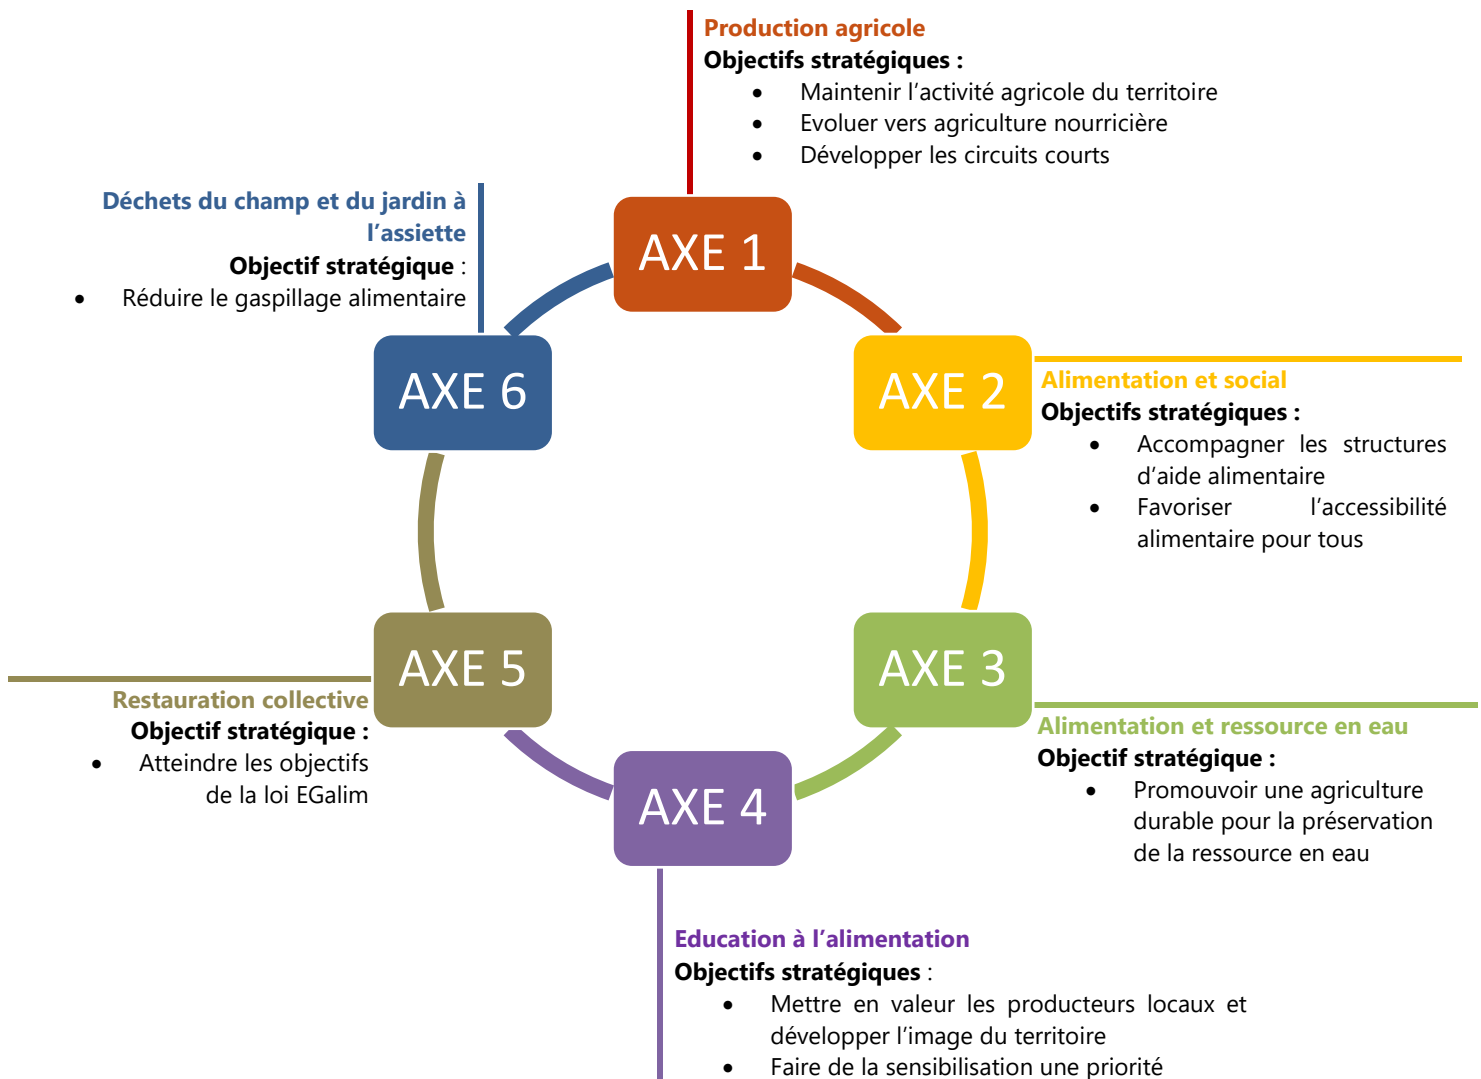 Production agricole
Objectifs stratégiques :
• Maintenir l’activité agricole du territoire
• Evoluer vers agriculture nourricière
• Développer les circuits courts
AXE 1
Alimentation et social
Objectifs stratégiques :
• Accompagner les structures
d’aide alimentaire
• Favoriser l’accessibilité
alimentaire pour tous
AXE 2
Alimentation et ressource en eau
Objectif stratégique :
• Promouvoir une agriculture
durable pour la préservation
de la ressource en eau
AXE 3
Education à l’alimentation
Objectifs stratégiques :
• Mettre en valeur les producteurs locaux et
développer l’image du territoire
• Faire de la sensibilisation une priorité
AXE 4
Restauration collective
Objectif stratégique :
• Atteindre les objectifs
de la loi EGalim
AXE 5
Déchets du champ et du jardin à
l’assiette
Objectif stratégique :
• Réduire le gaspillage alimentaire
AXE 6